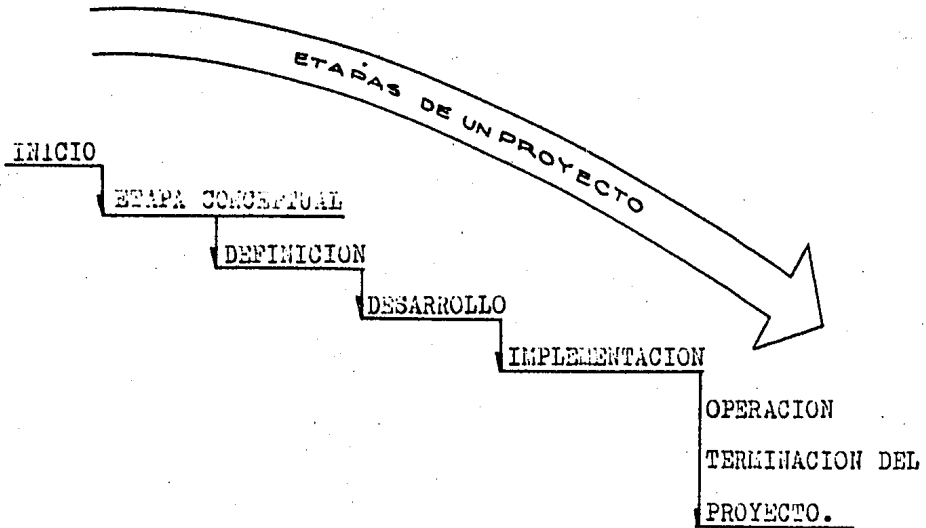 ETAPAS DE UN PROYECTO
INICIO
ETAPA CONCEPTUAL
DEFINICION
DESARROLLO
IMPLEMENTACION
OPERACION
TERMINACION DEL
PROYECTO.